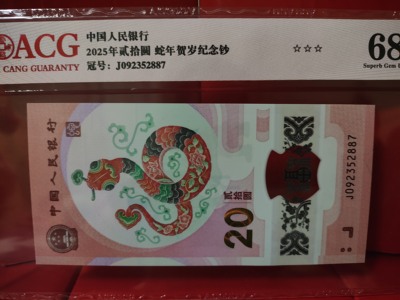 ACG
CANG GUARANTY
中国人民银行
2025年贰拾圆 蛇年贺岁纪念钞
冠号: J092352887
☆☆☆
68
Superb Gem
中国人民银行
贰拾圆
20
J092352887